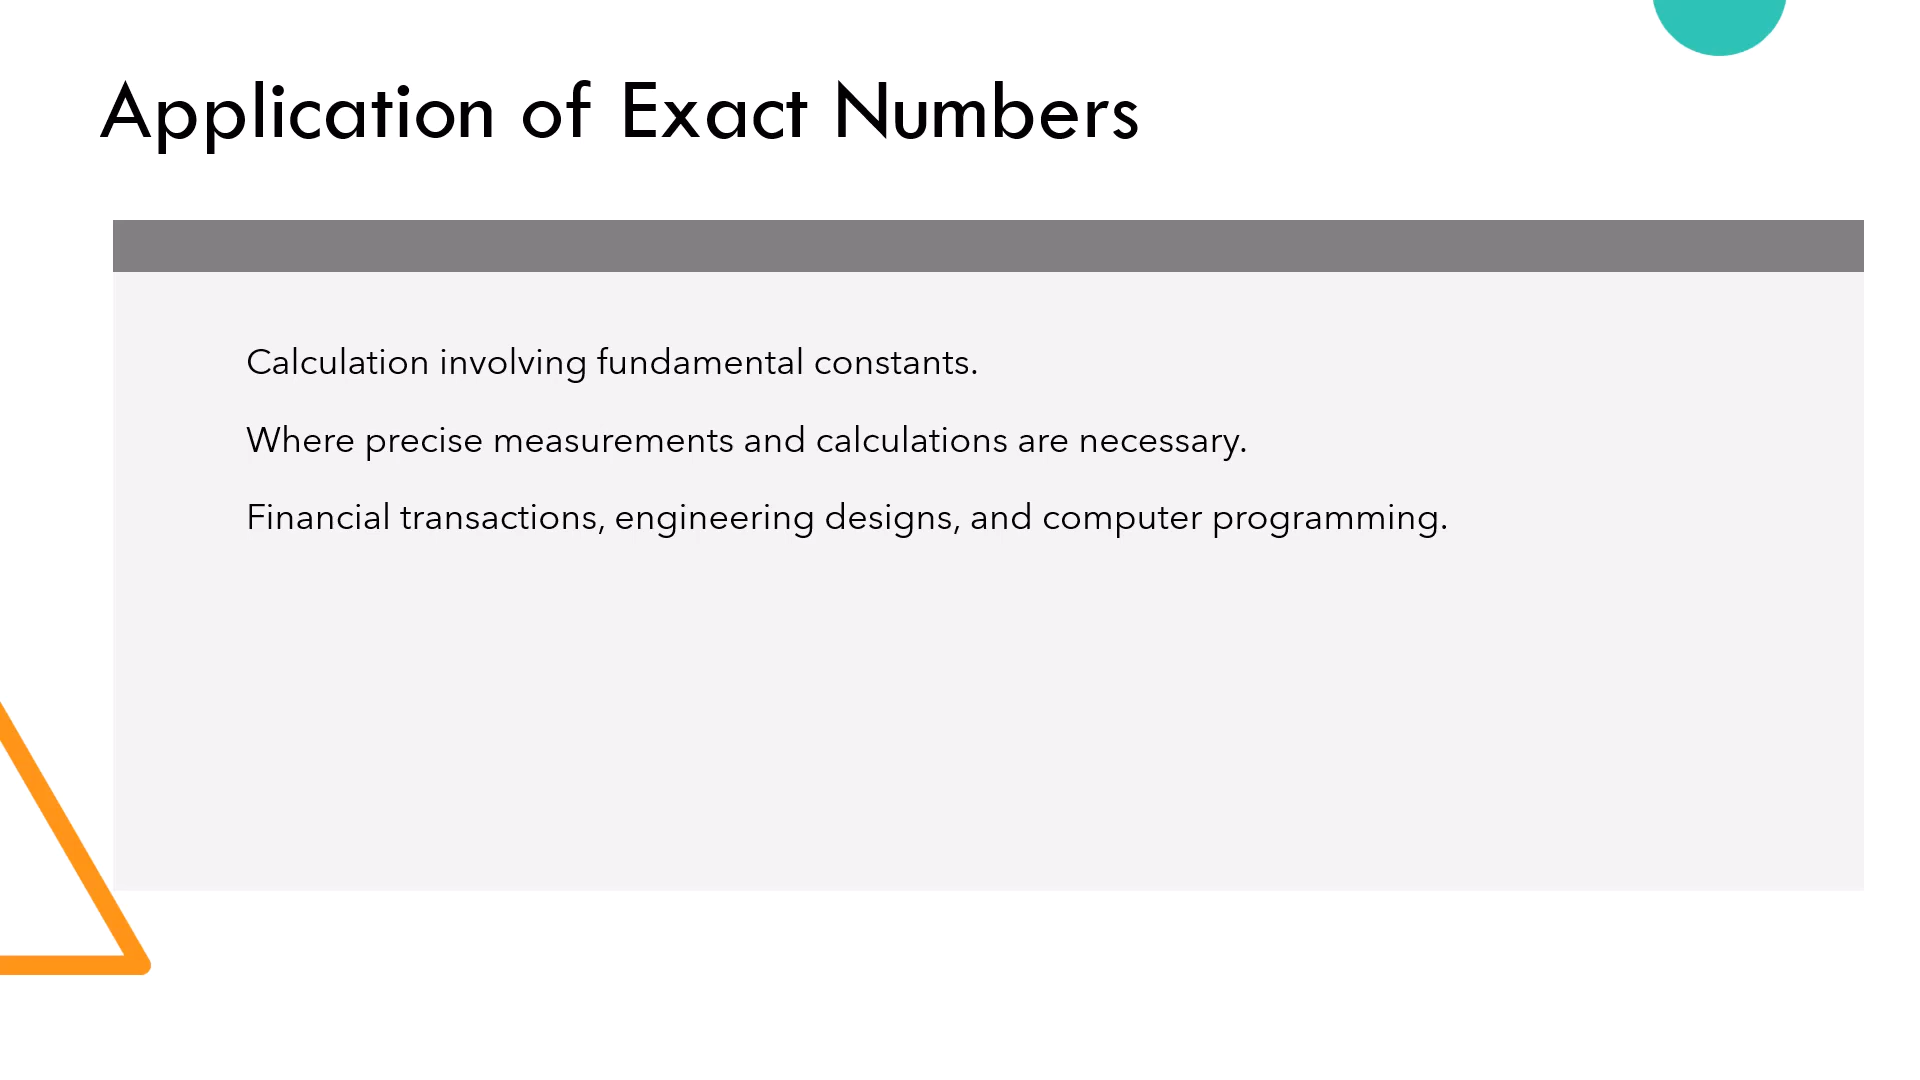 Application of Exact Numbers
Calculation involving fundamental constants.
Where precise measurements and calculations are necessary.
Financial transactions, engineering designs, and computer programming.